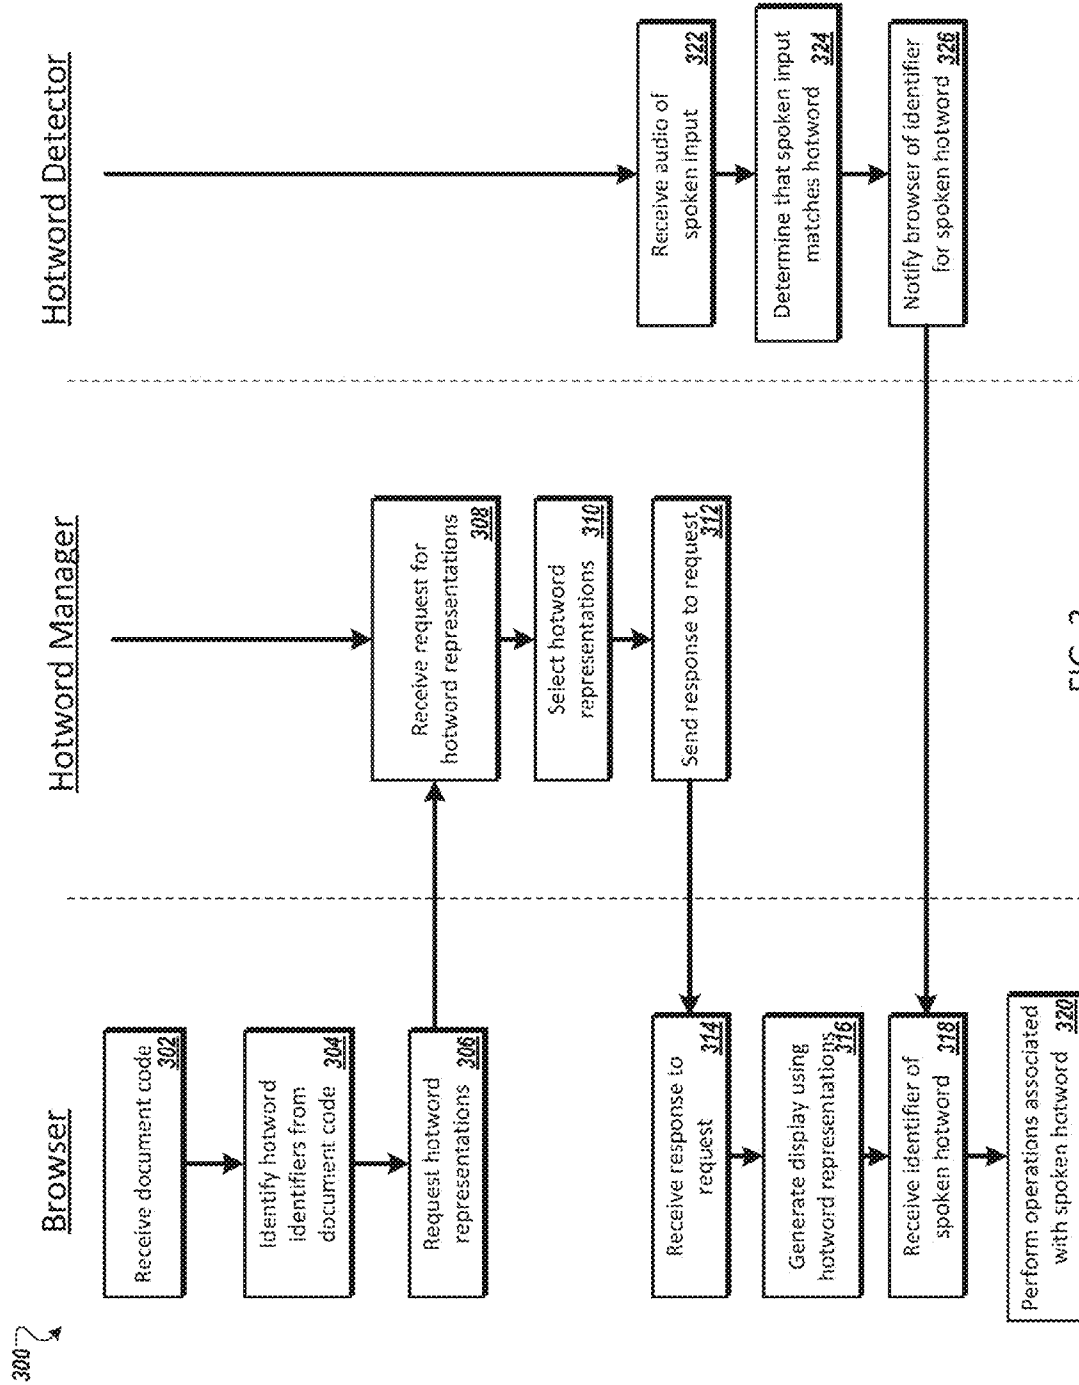 300
Browser
Hotword Manager
Hotword Detector
Receive document code
302
Identify hotword
identifiers from
document code
304
Request hotword
representations
306
Receive request for
hotword representations
308
Select hotword
representations
310
Send response to request
312
Receive response to
request
314
Generate display using
hotword representations
316
Receive audio of
spoken input
322
Determine that spoken input
matches hotword
324
Notify browser of identifier
for spoken hotword
326
Receive identifier of
spoken hotword
318
Perform operations associated
with spoken hotword
320